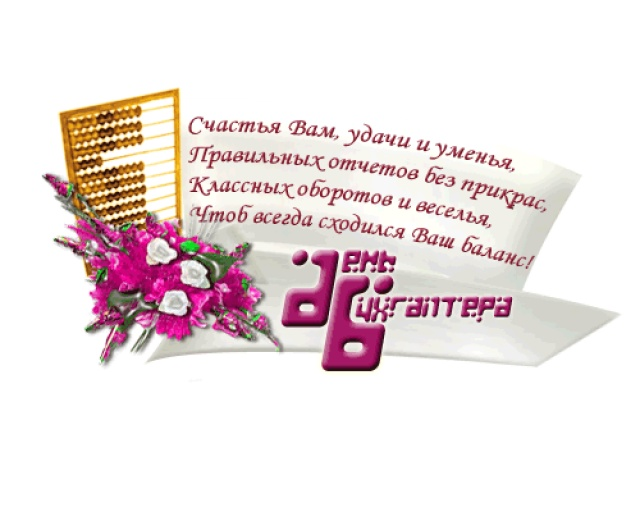 Счастья Вам, удачи и уменья,
Правильных отчетов без прикрас,
Классных оборотов и веселья,
Чтоб всегда сходился Ваш баланс!
День
Бухгалтера